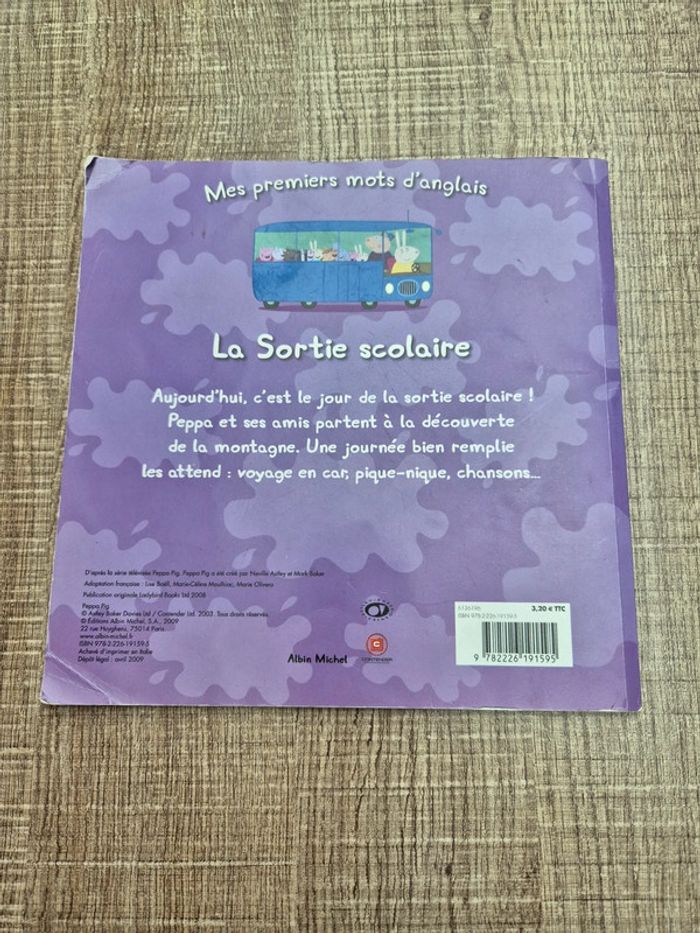 Mes premiers mots d'anglais
La Sortie scolaire
Aujourd'hui, c'est le jour de la sortie scolaire !
Peppa et ses amis partent à la découverte
de la montagne. Une journée bien remplie
les attend : voyage en car, pique-nique, chansons...
D'après la série télévisée Peppa Pig. Peppa Pig a été créé par Neville Astley et Mark Baker
Adaptation française : Lise Boëll, Marie-Céline Moulhiac, Marie Olivero
Publication originale Ladybird Books Ltd 2008
Peppa Pig
© Astley Baker Davies Ltd / Contender Ltd. 2003. Tous droits réservés.
© Éditions Albin Michel, S.A., 2009
22 rue Huyghens, 75014 Paris.
www.albin-michel.fr
ISBN 978-2-226-19159-5
Achevé d'imprimer en Italie
Dépôt légal : avril 2009
Albin Michel
C
CONTENDER
3,20 € TTC
ISBN 978-2-226-19159-5
9 782226 191595